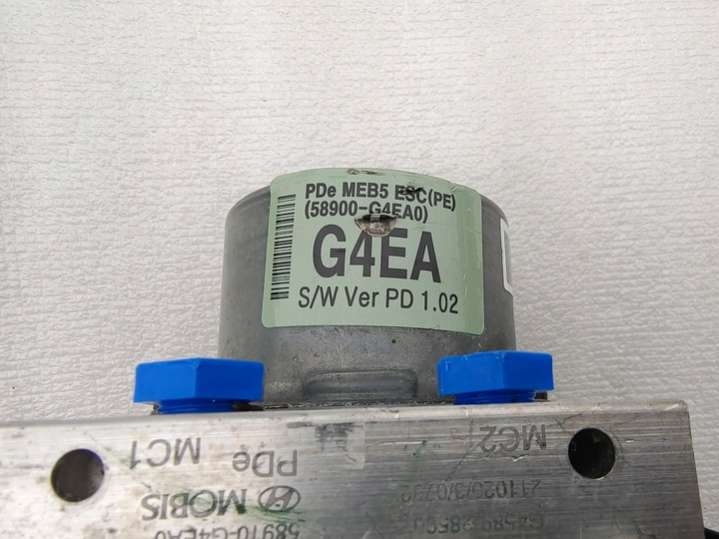 PDe MEB5 ESC(PE)
(58900-G4EA0)
G4EA
S/W Ver PD 1.02
PDe MC1
MOBIS
58910-G4EA0
MC2